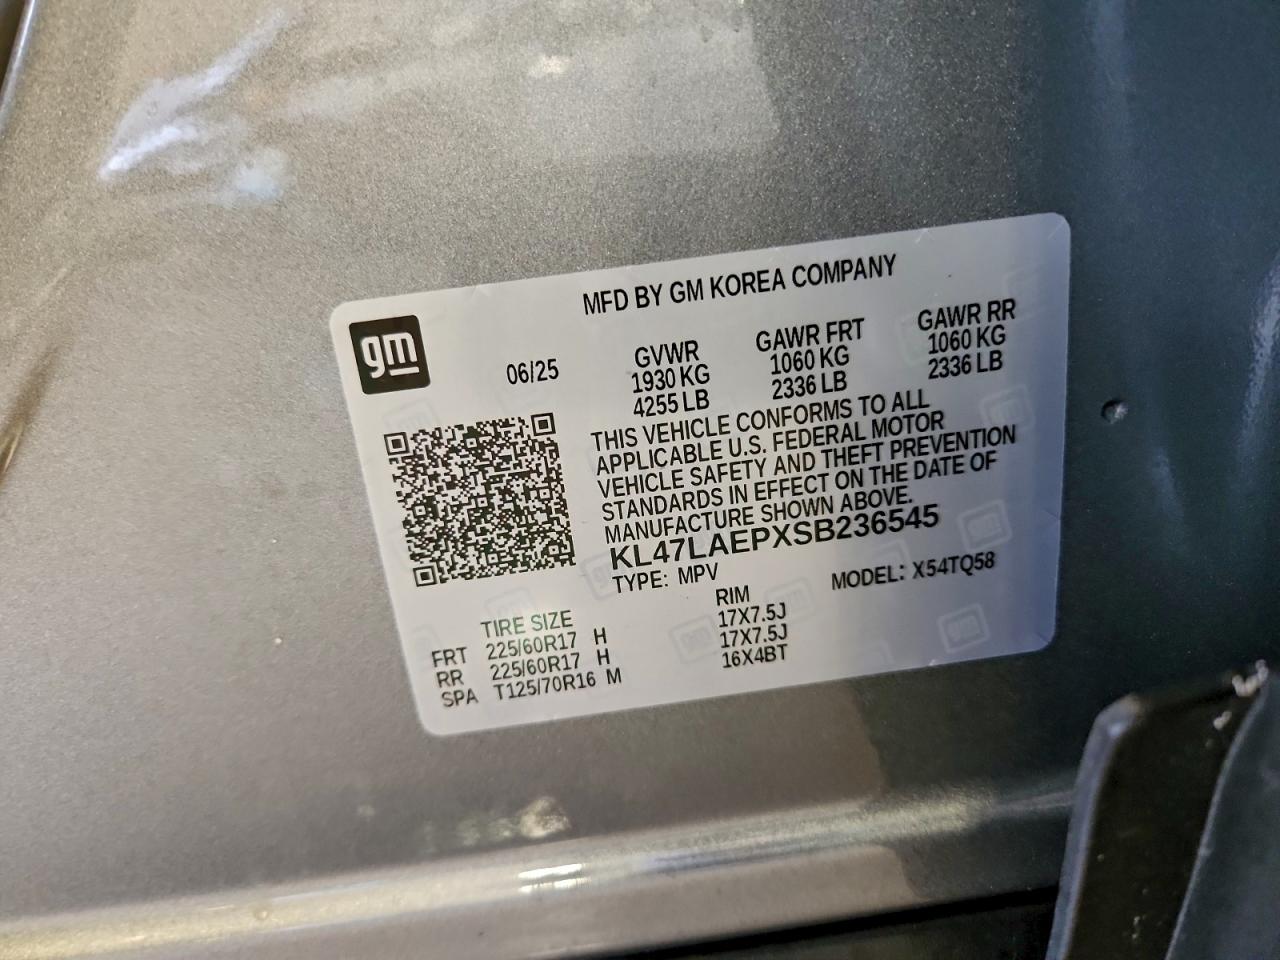 MFD BY GM KOREA COMPANY
gm
06/25
GVWR
1930 KG
4255 LB
GAWR FRT
1060 KG
2336 LB
GAWR RR
1060 KG
2336 LB
THIS VEHICLE CONFORMS TO ALL
APPLICABLE U.S. FEDERAL MOTOR
VEHICLE SAFETY AND THEFT PREVENTION
STANDARDS IN EFFECT ON THE DATE OF
MANUFACTURE SHOWN ABOVE.
KL47LAEPXSB236545
TYPE: MPV MODEL: X54TQ58
TIRE SIZE RIM
FRT 225/60R17 H 17X7.5J
RR 225/60R17 H 17X7.5J
SPA T125/70R16 M 16X4BT